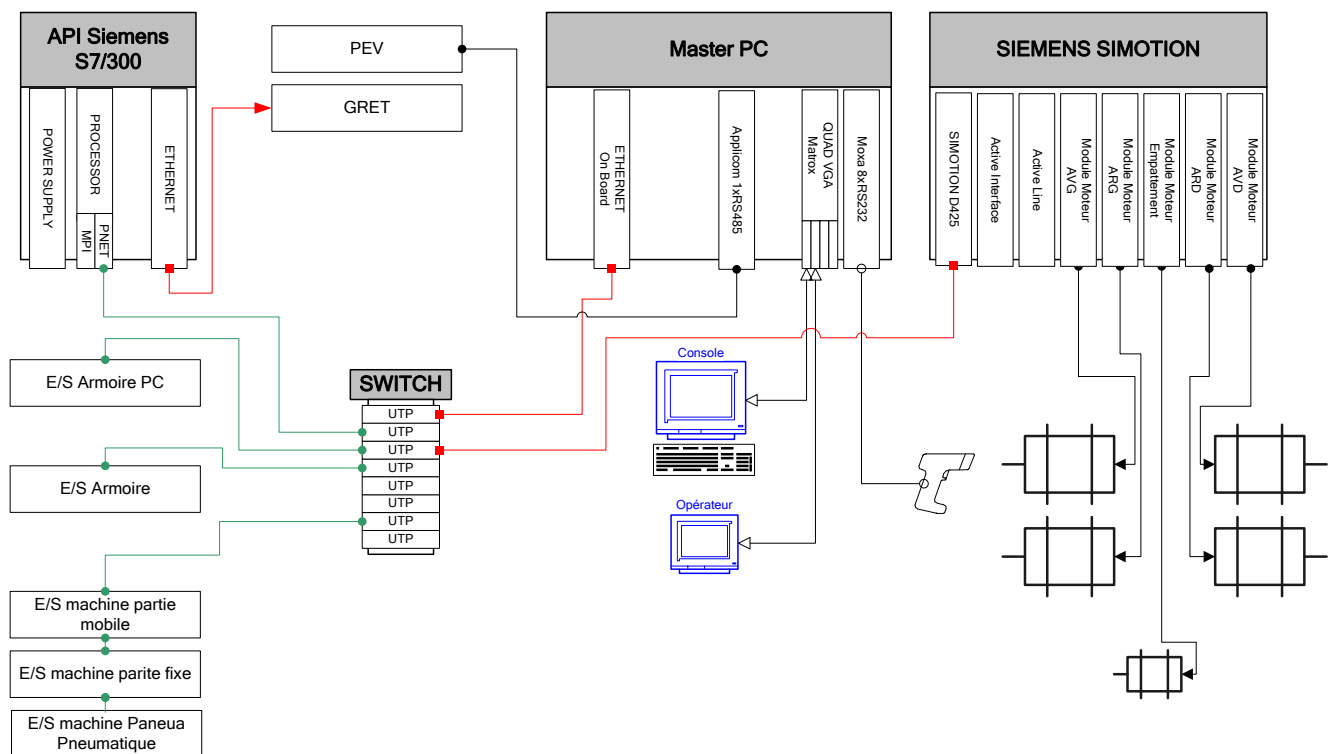 API Siemens
S7/300
POWER SUPPLY
PROCESSOR
MPI
PNET
ETHERNET
PEV
GRET
Master PC
ETHERNET
On Board
Applicom 1xRS485
QUAD VGA
Matrox
Moxa 8xRS232
SIEMENS SIMOTION
SIMOTION D425
Active Interface
Active Line
Module Moteur
AVG
Module Moteur
ARG
Module Moteur
Empattement
Module Moteur
ARD
Module Moteur
AVD
E/S Armoire PC
E/S Armoire
E/S machine partie
mobile
E/S machine parite fixe
E/S machine Paneua
Pneumatique
SWITCH
UTP
UTP
UTP
UTP
UTP
UTP
UTP
UTP
Console
Opérateur